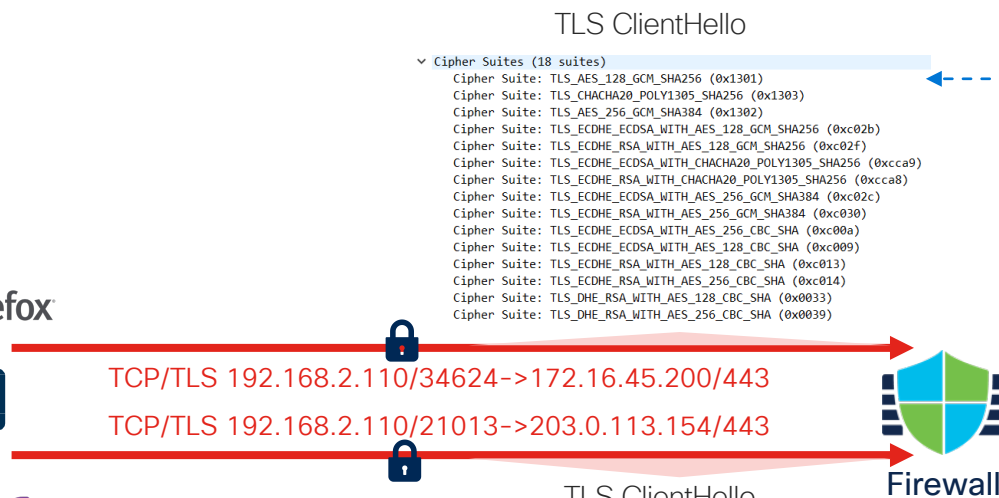 TLS ClientHello
Cipher Suites (18 suites)
Cipher Suite: TLS_AES_128_GCM_SHA256 (0x1301)
Cipher Suite: TLS_CHACHA20_POLY1305_SHA256 (0x1303)
Cipher Suite: TLS_AES_256_GCM_SHA384 (0x1302)
Cipher Suite: TLS_ECDHE_ECDSA_WITH_AES_128_GCM_SHA256 (0xc02b)
Cipher Suite: TLS_ECDHE_RSA_WITH_AES_128_GCM_SHA256 (0xc02f)
Cipher Suite: TLS_ECDHE_ECDSA_WITH_CHACHA20_POLY1305_SHA256 (0xcca9)
Cipher Suite: TLS_ECDHE_RSA_WITH_CHACHA20_POLY1305_SHA256 (0xcca8)
Cipher Suite: TLS_ECDHE_ECDSA_WITH_AES_256_GCM_SHA384 (0xc02c)
Cipher Suite: TLS_ECDHE_RSA_WITH_AES_256_GCM_SHA384 (0xc030)
Cipher Suite: TLS_ECDHE_ECDSA_WITH_AES_256_CBC_SHA (0xc00a)
Cipher Suite: TLS_ECDHE_ECDSA_WITH_AES_128_CBC_SHA (0xc009)
Cipher Suite: TLS_ECDHE_RSA_WITH_AES_128_CBC_SHA (0xc013)
Cipher Suite: TLS_ECDHE_RSA_WITH_AES_256_CBC_SHA (0xc014)
Cipher Suite: TLS_DHE_RSA_WITH_AES_128_CBC_SHA (0x0033)
Cipher Suite: TLS_DHE_RSA_WITH_AES_256_CBC_SHA (0x0039)
efox
TCP/TLS 192.168.2.110/34624->172.16.45.200/443
TCP/TLS 192.168.2.110/21013->203.0.113.154/443
Firewall
TLS ClientHello